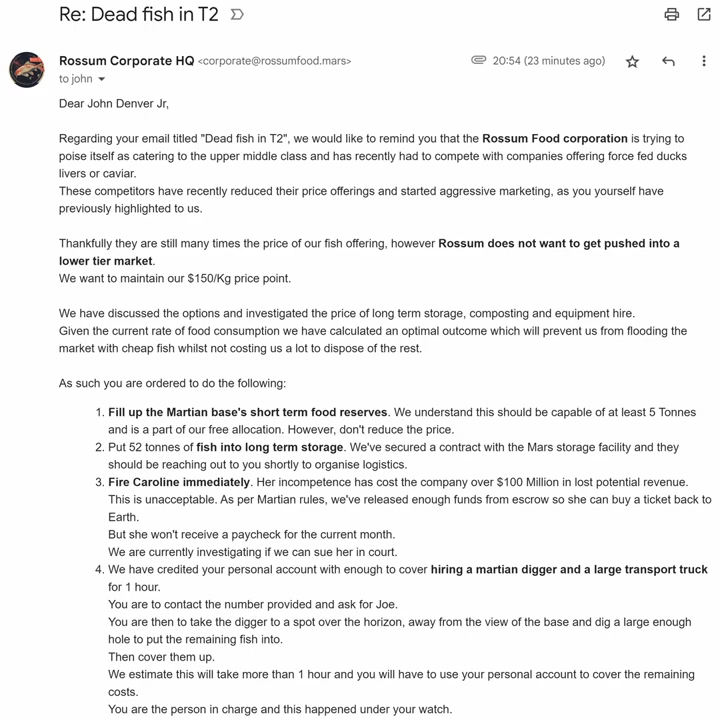 Re: Dead fish in T2
Rossum Corporate HQ <corporate@rossumfood.mars>
20:54 (23 minutes ago)
to john
Dear John Denver Jr,
Regarding your email titled "Dead fish in T2", we would like to remind you that the Rossum Food corporation is trying to
poise itself as catering to the upper middle class and has recently had to compete with companies offering force fed ducks
livers or caviar.
These competitors have recently reduced their price offerings and started aggressive marketing, as you yourself have
previously highlighted to us.
Thankfully they are still many times the price of our fish offering, however Rossum does not want to get pushed into a
lower tier market.
We want to maintain our $150/Kg price point.
We have discussed the options and investigated the price of long term storage, composting and equipment hire.
Given the current rate of food consumption we have calculated an optimal outcome which will prevent us from flooding the
market with cheap fish whilst not costing us a lot to dispose of the rest.
As such you are ordered to do the following:
1. Fill up the Martian base's short term food reserves. We understand this should be capable of at least 5 Tonnes
and is a part of our free allocation. However, don't reduce the price.
2. Put 52 tonnes of fish into long term storage. We've secured a contract with the Mars storage facility and they
should be reaching out to you shortly to organise logistics.
3. Fire Caroline immediately. Her incompetence has cost the company over $100 Million in lost potential revenue.
This is unacceptable. As per Martian rules, we've released enough funds from escrow so she can buy a ticket back to
Earth.
But she won't receive a paycheck for the current month.
We are currently investigating if we can sue her in court.
4. We have credited your personal account with enough to cover hiring a martian digger and a large transport truck
for 1 hour.
You are to contact the number provided and ask for Joe.
You are then to take the digger to a spot over the horizon, away from the view of the base and dig a large enough
hole to put the remaining fish into.
Then cover them up.
We estimate this will take more than 1 hour and you will have to use your personal account to cover the remaining
costs.
You are the person in charge and this happened under your watch.